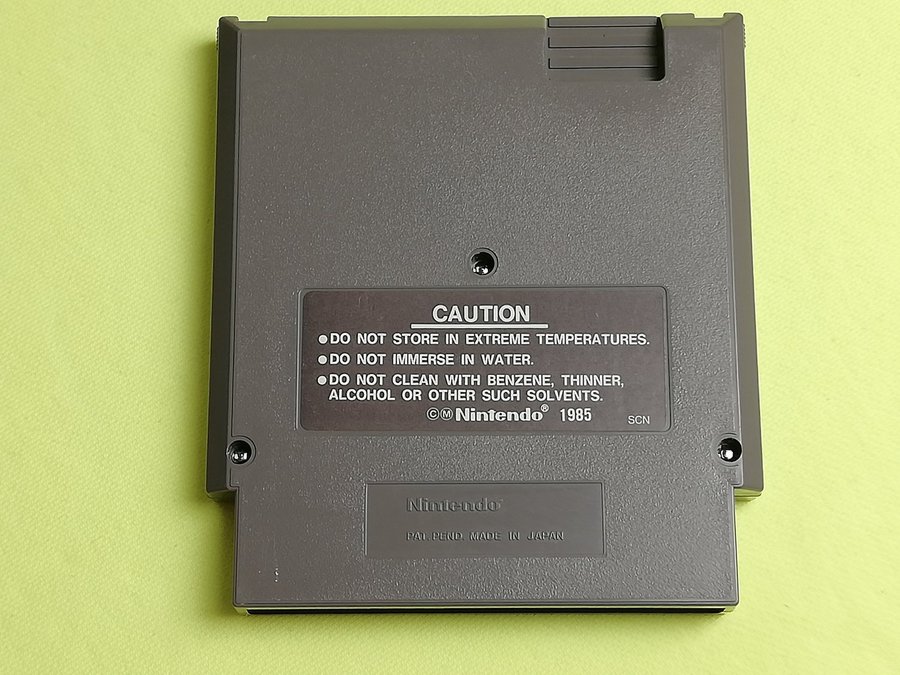 CAUTION
●DO NOT STORE IN EXTREME TEMPERATURES.
●DO NOT IMMERSE IN WATER.
●DO NOT CLEAN WITH BENZENE, THINNER,
ALCOHOL OR OTHER SUCH SOLVENTS.
©Ⓜ Nintendo® 1985
SCN
Nintendo®
PAT. PEND. MADE IN JAPAN